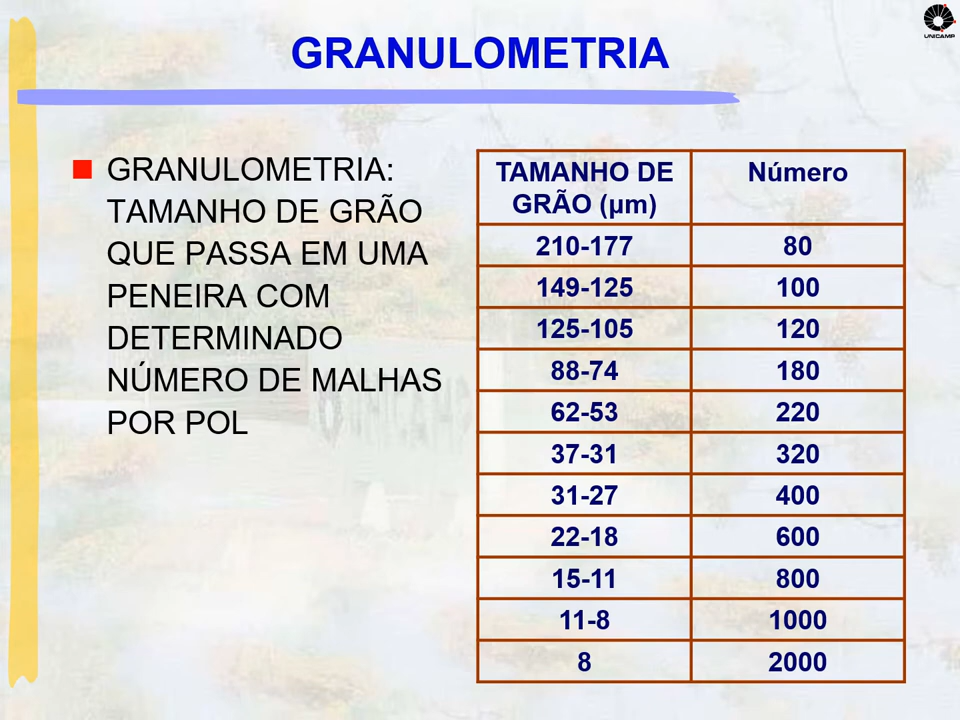 UNICAMP
GRANULOMETRIA
GRANULOMETRIA:
TAMANHO DE GRÃO
QUE PASSA EM UMA
PENEIRA COM
DETERMINADO
NÚMERO DE MALHAS
POR POL
TAMANHO DE GRÃO (μm) Número
210-177 80
149-125 100
125-105 120
88-74 180
62-53 220
37-31 320
31-27 400
22-18 600
15-11 800
11-8 1000
8 2000